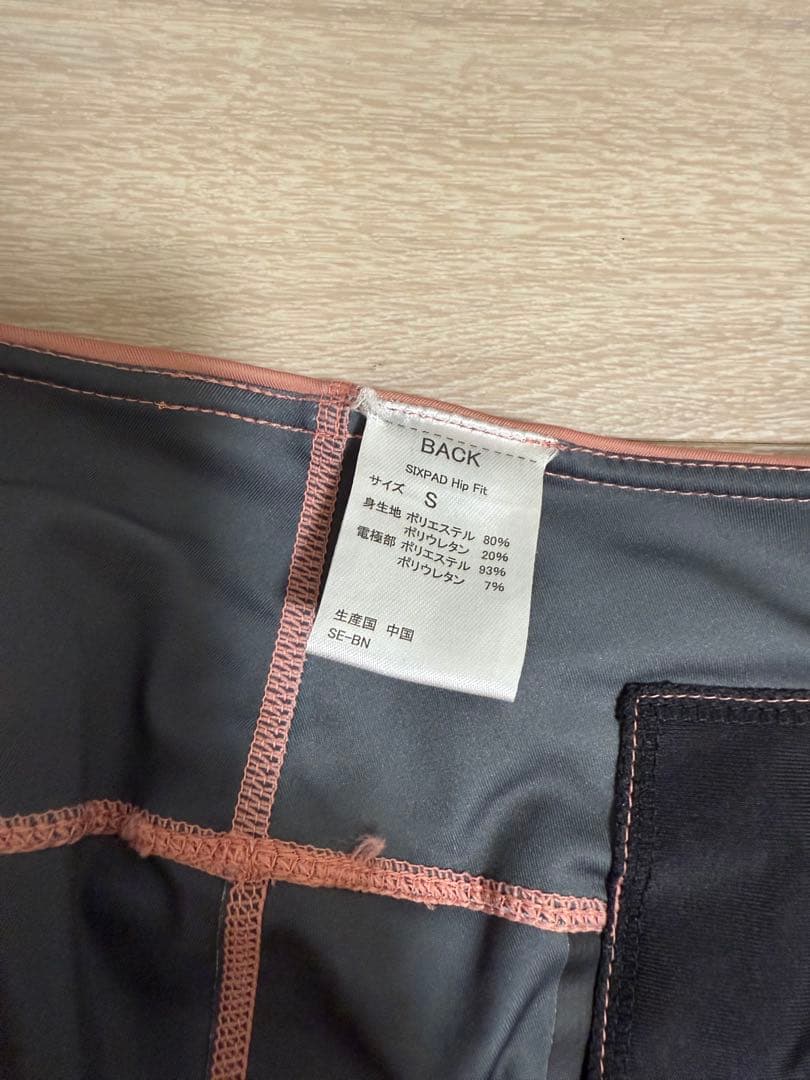 BACK
SIXPAD Hip Fit
サイズ S
身生地 ポリエステル 80%
ポリウレタン 20%
電極部 ポリエステル 93%
ポリウレタン 7%
生産国 中国
SE-BN